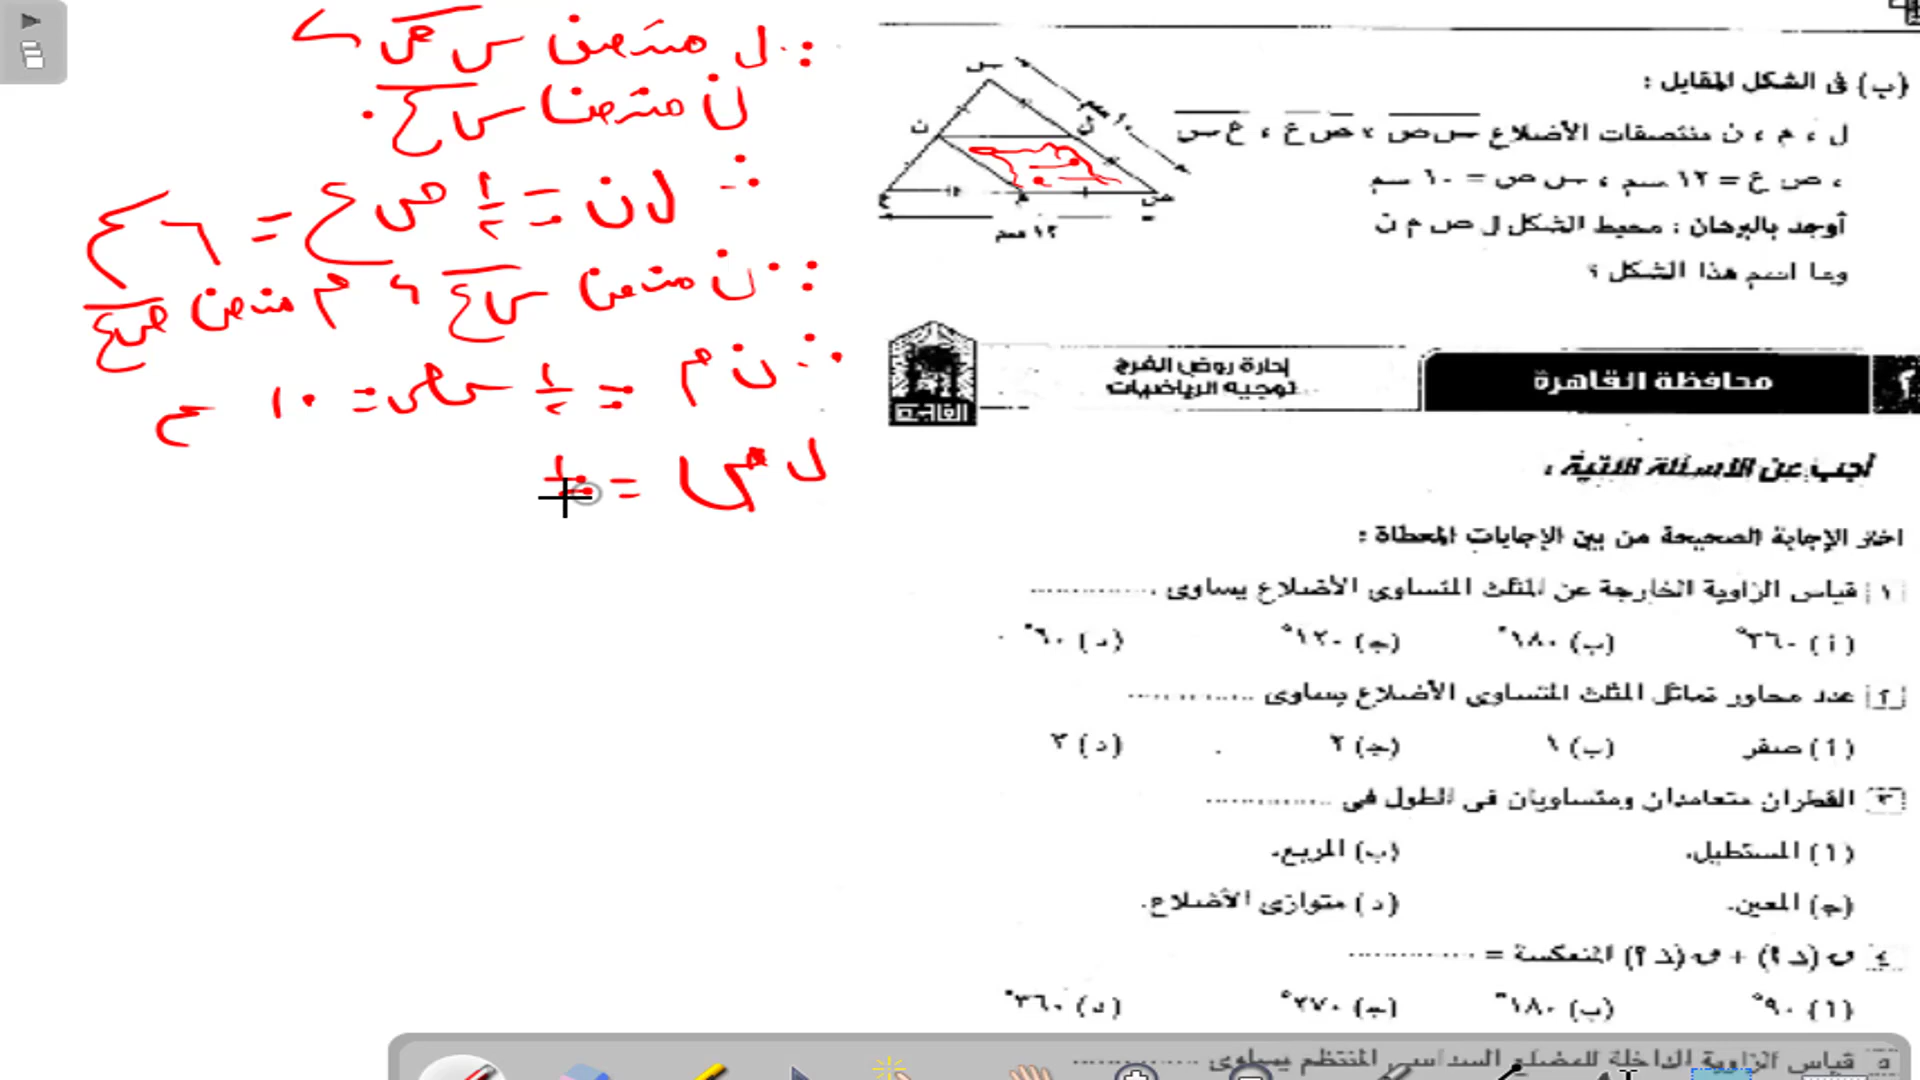 (ب) فى الشكل المقابل :
ل ، م ، ن منتصفات الأضلاع س ص ، ص ع ، ع س
، ص ع = ١٢ سم ، س ص = ١٠ سم
أوجد بالبرهان : محيط الشكل ل ص م ن
وما اسم هذا الشكل ؟
س
١٠ سم
ن
ل
ع
م
ص
١٢ سم
∵ ل منتصف س ص ،
ن منتصف س ع .
∴ ل ن = ١/٢ ص ع = ٦ سم
∵ ن منتصف س ع ، م منتصف ص ع
∴ ن م = ١/٢ س ص = ١٠ سم
ل ص = ١/
٢
محافظة القاهرة
إدارة روض الفرج
توجيه الرياضيات
القاهرة
أجب عن الأسئلة الآتية :
اختر الإجابة الصحيحة من بين الإجابات المعطاة :
١ قياس الزاوية الخارجة عن المثلث المتساوى الأضلاع يساوى ..............
(أ) ٣٦٠° (ب) ١٨٠° (جـ) ١٢٠° (د) ٦٠°
٢ عدد محاور تماثل المثلث المتساوى الأضلاع يساوى ..............
(أ) صفر (ب) ١ (جـ) ٢ (د) ٣
٣ القطران متعامدان ومتساويان فى الطول فى ..............
(أ) المستطيل. (ب) المربع.
(جـ) المعين. (د) متوازى الأضلاع.
٤ ق (د ٢) + ق (د ٢) المنعكسة = ..............
(أ) ٩٠° (ب) ١٨٠° (جـ) ٢٧٠° (د) ٣٦٠°
٥ قياس الزاوية الداخلة للمضلع السداسى المنتظم يساوى ..............